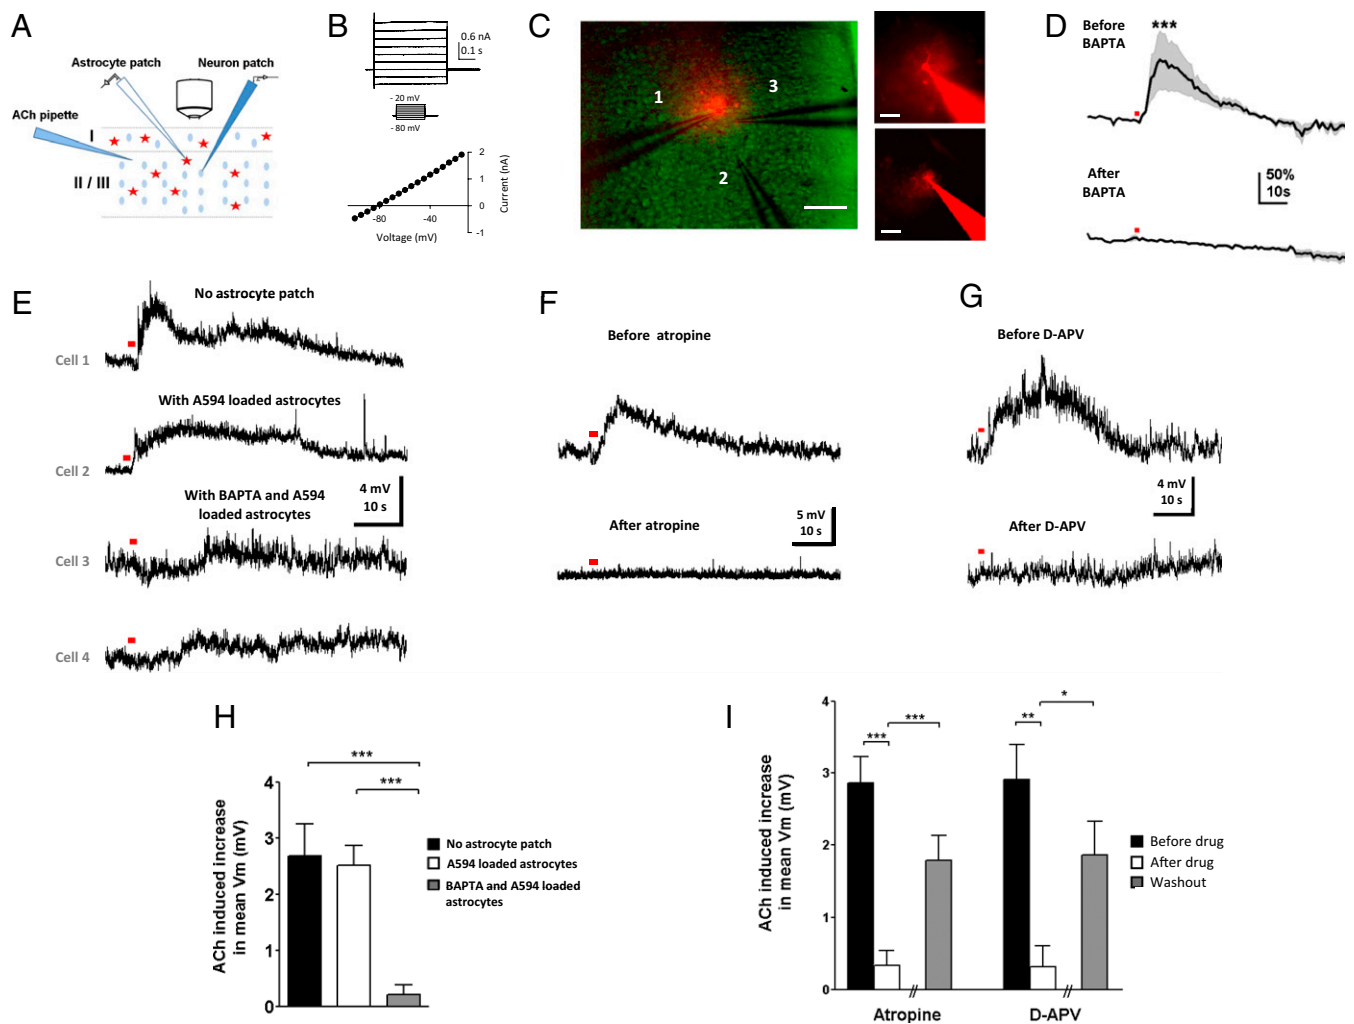 A
Astrocyte patch
Neuron patch
ACh pipette
I
II / III
B
0.6 nA
0.1 s
- 20 mV
- 80 mV
2
1
0
-1
Current (nA)
-80
-40
Voltage (mV)
C
1
2
3
D
Before
BAPTA
***
After
BAPTA
50%
10s
E
No astrocyte patch
Cell 1
With A594 loaded astrocytes
Cell 2
With BAPTA and A594
loaded astrocytes
4 mV
10 s
Cell 3
Cell 4
F
Before atropine
After atropine
5 mV
10 s
G
Before D-APV
4 mV
10 s
After D-APV
H
***
***
4
3
2
1
0
ACh induced increase
in mean Vm (mV)
No astrocyte patch
A594 loaded astrocytes
BAPTA and A594 loaded
astrocytes
I
4
3
2
1
0
ACh induced increase
in mean Vm (mV)
***
***
**
*
Before drug
After drug
Washout
Atropine
D-APV